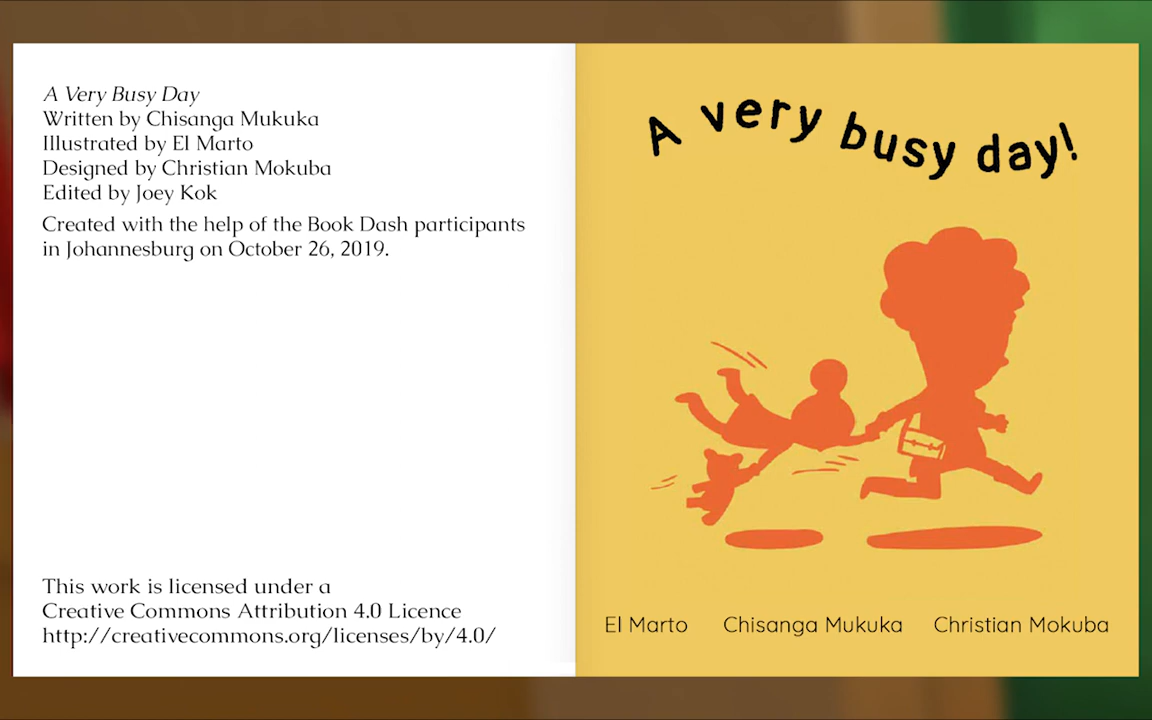 A Very Busy Day
Written by Chisanga Mukuka
Illustrated by El Marto
Designed by Christian Mokuba
Edited by Joey Kok
Created with the help of the Book Dash participants
in Johannesburg on October 26, 2019.
This work is licensed under a
Creative Commons Attribution 4.0 Licence
http://creativecommons.org/licenses/by/4.0/
A very busy day!
El Marto Chisanga Mukuka Christian Mokuba